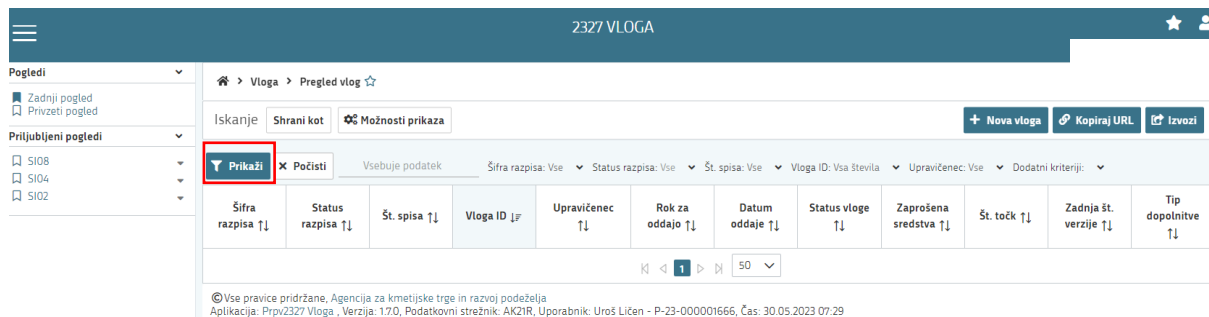 2327 VLOGA
Pogledi
Zadnji pogled
Privzeti pogled
Priljubljeni pogledi
SI08
SI04
SI02
Vloga > Pregled vlog
Iskanje Shrani kot Možnosti prikaza + Nova vloga Kopiraj URL Izvozi
Prikaži × Počisti Vsebuje podatek Šifra razpisa: Vse Status razpisa: Vse Št. spisa: Vse Vloga ID: Vsa števila Upravičenec: Vse Dodatni kriteriji:
Šifra razpisa Status razpisa Št. spisa Vloga ID Upravičenec Rok za oddajo Datum oddaje Status vloge Zaprošena sredstva Št. točk Zadnja št. verzije Tip dopolnitve
1 50
©Vse pravice pridržane, Agencija za kmetijske trge in razvoj podeželja
Aplikacija: Prpv2327 Vloga , Verzija: 1.7.0, Podatkovni strežnik: AK21R, Uporabnik: Uroš Ličen - P-23-000001666, Čas: 30.05.2023 07:29